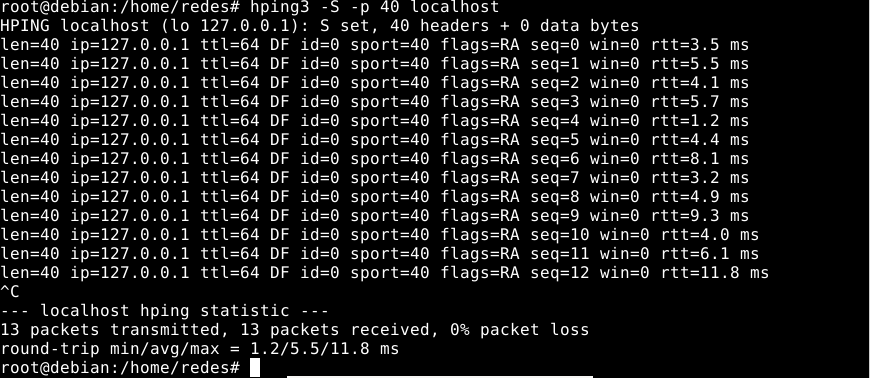 root@debian:/home/redes# hping3 -S -p 40 localhost
HPING localhost (lo 127.0.0.1): S set, 40 headers + 0 data bytes
len=40 ip=127.0.0.1 ttl=64 DF id=0 sport=40 flags=RA seq=0 win=0 rtt=3.5 ms
len=40 ip=127.0.0.1 ttl=64 DF id=0 sport=40 flags=RA seq=1 win=0 rtt=5.5 ms
len=40 ip=127.0.0.1 ttl=64 DF id=0 sport=40 flags=RA seq=2 win=0 rtt=4.1 ms
len=40 ip=127.0.0.1 ttl=64 DF id=0 sport=40 flags=RA seq=3 win=0 rtt=5.7 ms
len=40 ip=127.0.0.1 ttl=64 DF id=0 sport=40 flags=RA seq=4 win=0 rtt=1.2 ms
len=40 ip=127.0.0.1 ttl=64 DF id=0 sport=40 flags=RA seq=5 win=0 rtt=4.4 ms
len=40 ip=127.0.0.1 ttl=64 DF id=0 sport=40 flags=RA seq=6 win=0 rtt=8.1 ms
len=40 ip=127.0.0.1 ttl=64 DF id=0 sport=40 flags=RA seq=7 win=0 rtt=3.2 ms
len=40 ip=127.0.0.1 ttl=64 DF id=0 sport=40 flags=RA seq=8 win=0 rtt=4.9 ms
len=40 ip=127.0.0.1 ttl=64 DF id=0 sport=40 flags=RA seq=9 win=0 rtt=9.3 ms
len=40 ip=127.0.0.1 ttl=64 DF id=0 sport=40 flags=RA seq=10 win=0 rtt=4.0 ms
len=40 ip=127.0.0.1 ttl=64 DF id=0 sport=40 flags=RA seq=11 win=0 rtt=6.1 ms
len=40 ip=127.0.0.1 ttl=64 DF id=0 sport=40 flags=RA seq=12 win=0 rtt=11.8 ms
^C
--- localhost hping statistic ---
13 packets transmitted, 13 packets received, 0% packet loss
round-trip min/avg/max = 1.2/5.5/11.8 ms
root@debian:/home/redes#